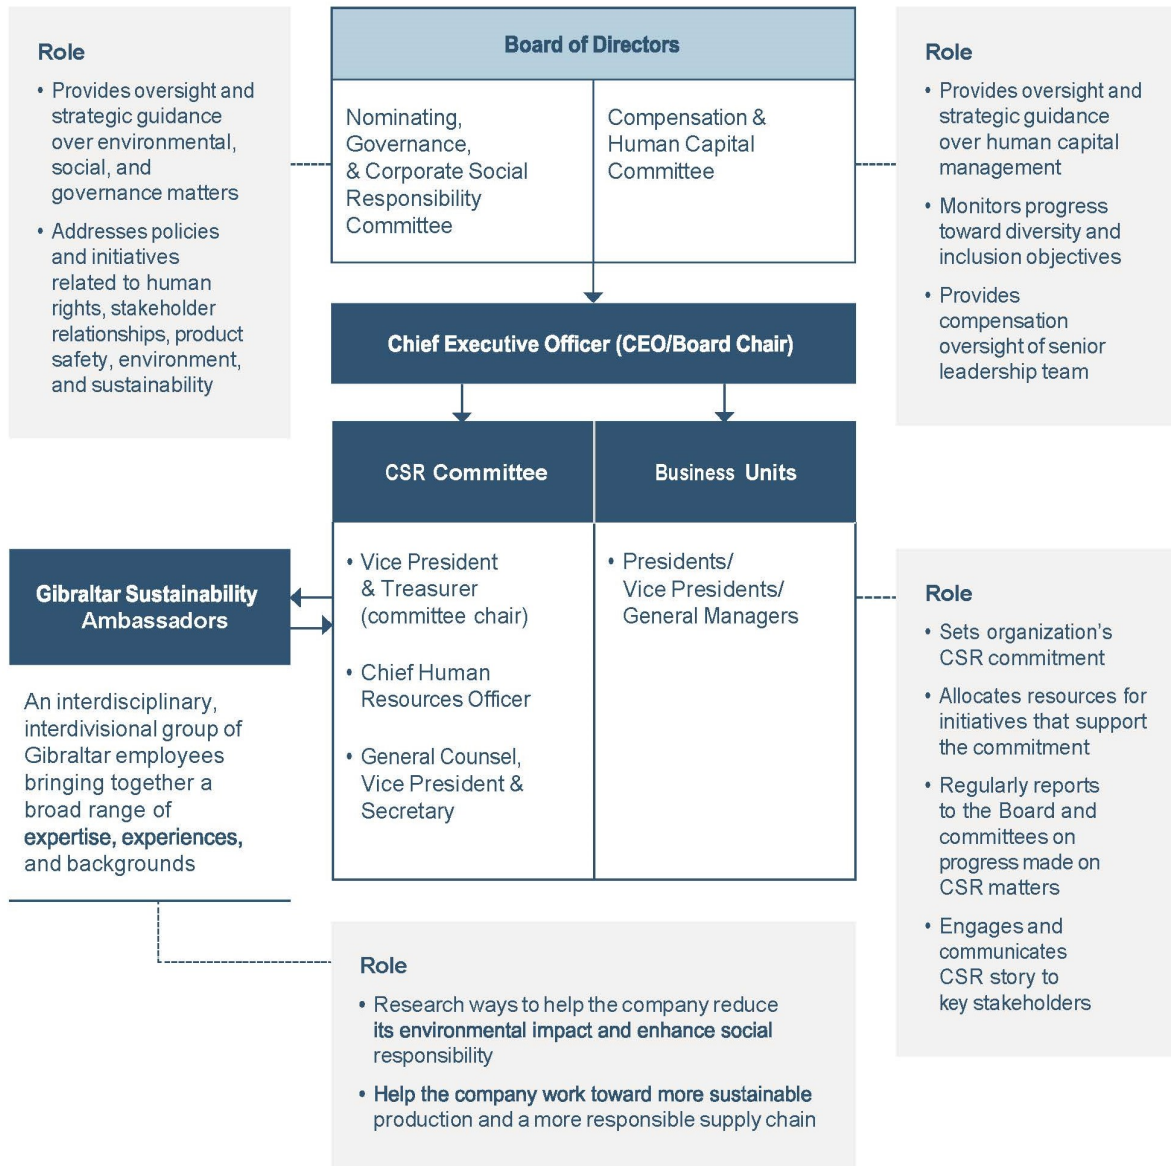 Role
• Provides oversight and
strategic guidance
over environmental,
social, and
governance matters
• Addresses policies
and initiatives
related to human
rights, stakeholder
relationships, product
safety, environment,
and sustainability
Board of Directors
Nominating,
Governance,
& Corporate Social
Responsibility
Committee
Compensation &
Human Capital
Committee
Role
• Provides oversight and
strategic guidance
over human capital
management
• Monitors progress
toward diversity and
inclusion objectives
• Provides
compensation
oversight of senior
leadership team
Chief Executive Officer (CEO/Board Chair)
CSR Committee
Business Units
• Vice President
& Treasurer
(committee chair)
• Chief Human
Resources Officer
• General Counsel,
Vice President &
Secretary
• Presidents/
Vice Presidents/
General Managers
Gibraltar Sustainability
Ambassadors
An interdisciplinary,
interdivisional group of
Gibraltar employees
bringing together a
broad range of
expertise, experiences,
and backgrounds
Role
• Sets organization’s
CSR commitment
• Allocates resources for
initiatives that support
the commitment
• Regularly reports
to the Board and
committees on
progress made on
CSR matters
• Engages and
communicates
CSR story to
key stakeholders
Role
• Research ways to help the company reduce
its environmental impact and enhance social
responsibility
• Help the company work toward more sustainable
production and a more responsible supply chain